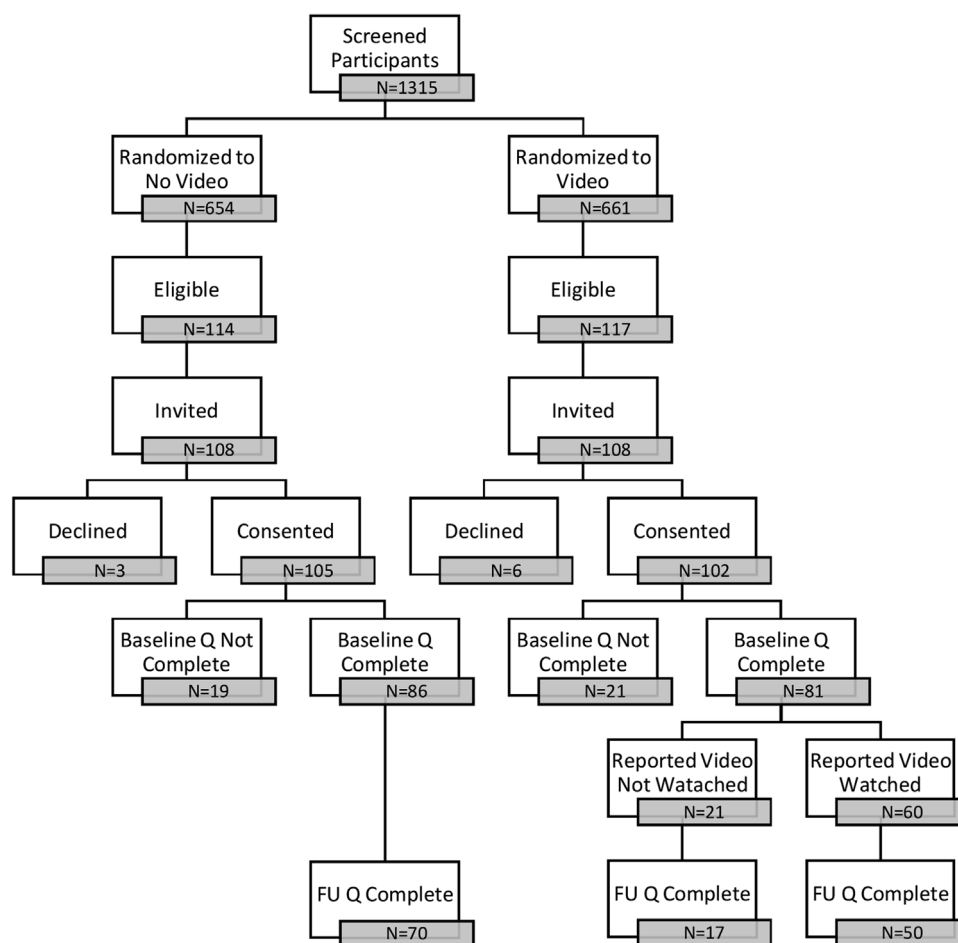 Screened
Participants
N=1315
Randomized to
No Video
N=654
Randomized to
Video
N=661
Eligible
N=114
Eligible
N=117
Invited
N=108
Invited
N=108
Declined
N=3
Consented
N=105
Declined
N=6
Consented
N=102
Baseline Q Not
Complete
N=19
Baseline Q
Complete
N=86
Baseline Q Not
Complete
N=21
Baseline Q
Complete
N=81
Reported Video
Not Watached
N=21
Reported Video
Watched
N=60
FU Q Complete
N=70
FU Q Complete
N=17
FU Q Complete
N=50